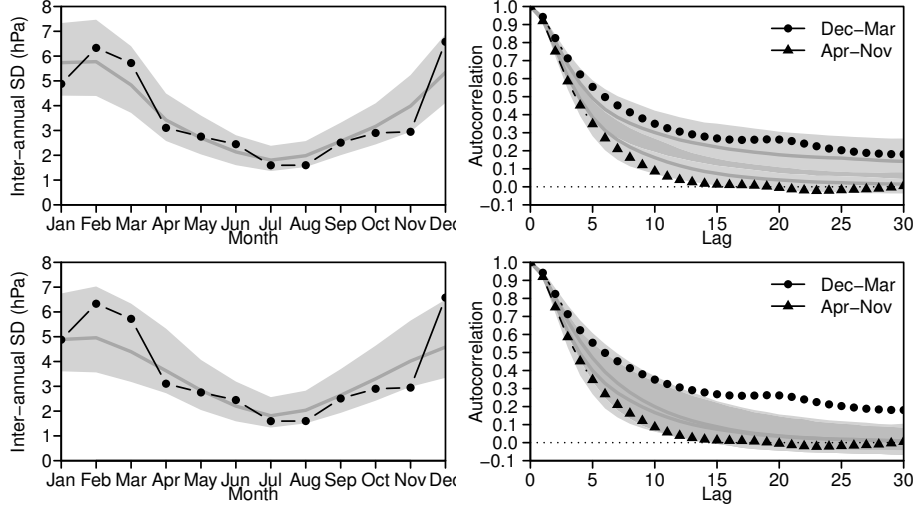 Inter−annual SD (hPa)
8
7
6
5
4
3
2
1
0
Jan Feb Mar Apr May Jun Jul Aug Sep Oct Nov Dec
Month
Autocorrelation
1.0
0.9
0.8
0.7
0.6
0.5
0.4
0.3
0.2
0.1
0.0
−0.1
Dec−Mar
Apr−Nov
0 5 10 15 20 25 30
Lag
Inter−annual SD (hPa)
8
7
6
5
4
3
2
1
0
Jan Feb Mar Apr May Jun Jul Aug Sep Oct Nov Dec
Month
Autocorrelation
1.0
0.9
0.8
0.7
0.6
0.5
0.4
0.3
0.2
0.1
0.0
−0.1
Dec−Mar
Apr−Nov
0 5 10 15 20 25 30
Lag